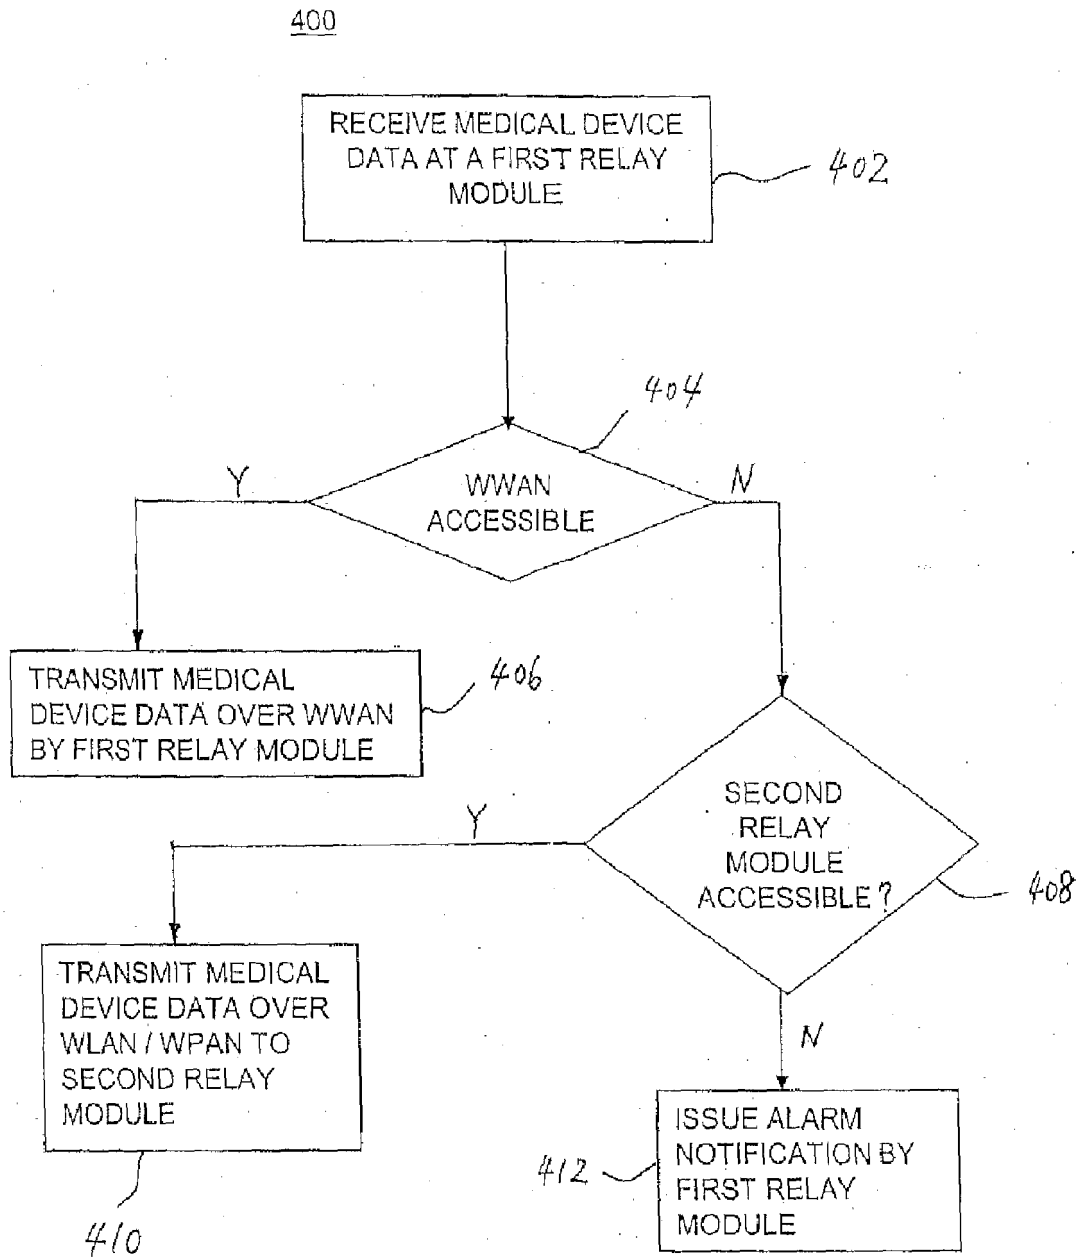 400
RECEIVE MEDICAL DEVICE
DATA AT A FIRST RELAY
MODULE
402
404
Y
N
WWAN
ACCESSIBLE
TRANSMIT MEDICAL
DEVICE DATA OVER WWAN
BY FIRST RELAY MODULE
406
SECOND
RELAY
MODULE
ACCESSIBLE?
408
Y
TRANSMIT MEDICAL
DEVICE DATA OVER
WLAN / WPAN TO
SECOND RELAY
MODULE
410
N
ISSUE ALARM
NOTIFICATION BY
FIRST RELAY
MODULE
412